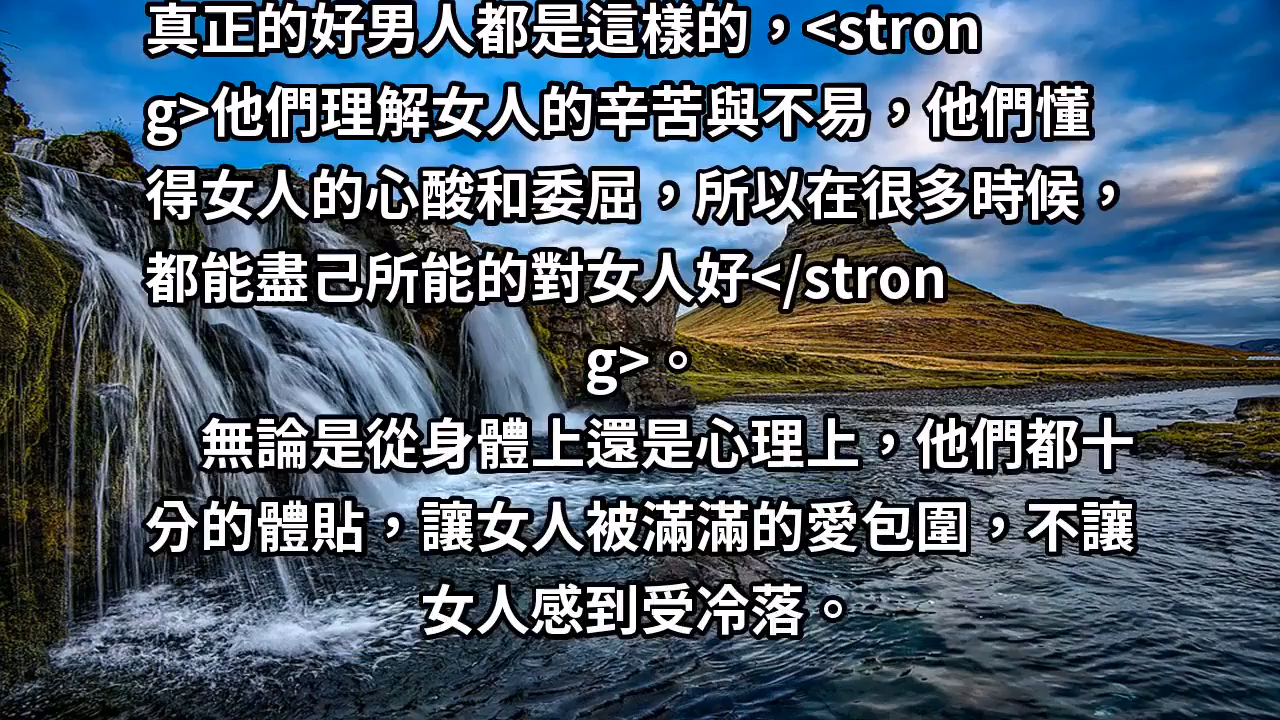 真正的好男人都是這樣的，<stron
g>他們理解女人的辛苦與不易，他們懂
得女人的心酸和委屈，所以在很多時候，
都能盡己所能的對女人好</stron
g>。
無論是從身體上還是心理上，他們都十
分的體貼，讓女人被滿滿的愛包圍，不讓
女人感到受冷落。